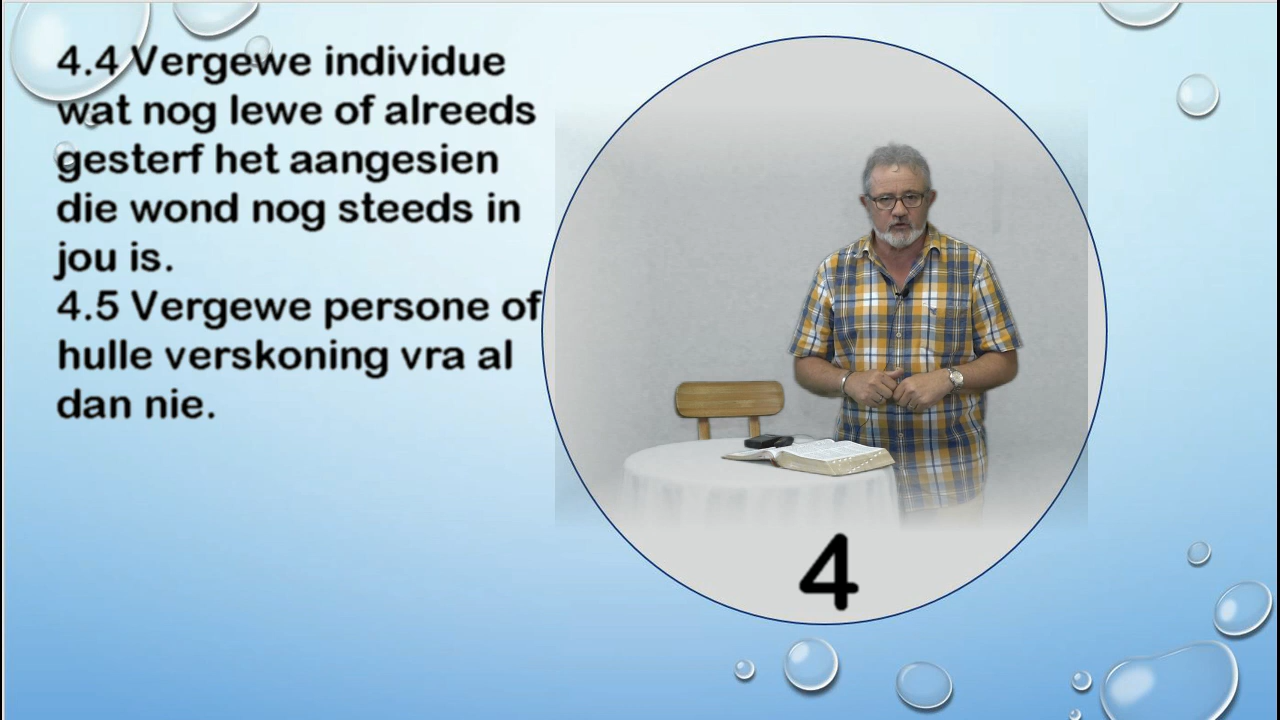 4.4 Vergewe individue
wat nog lewe of alreeds
gesterf het aangesien
die wond nog steeds in
jou is.
4.5 Vergewe persone of
hulle verskoning vra al
dan nie.
4